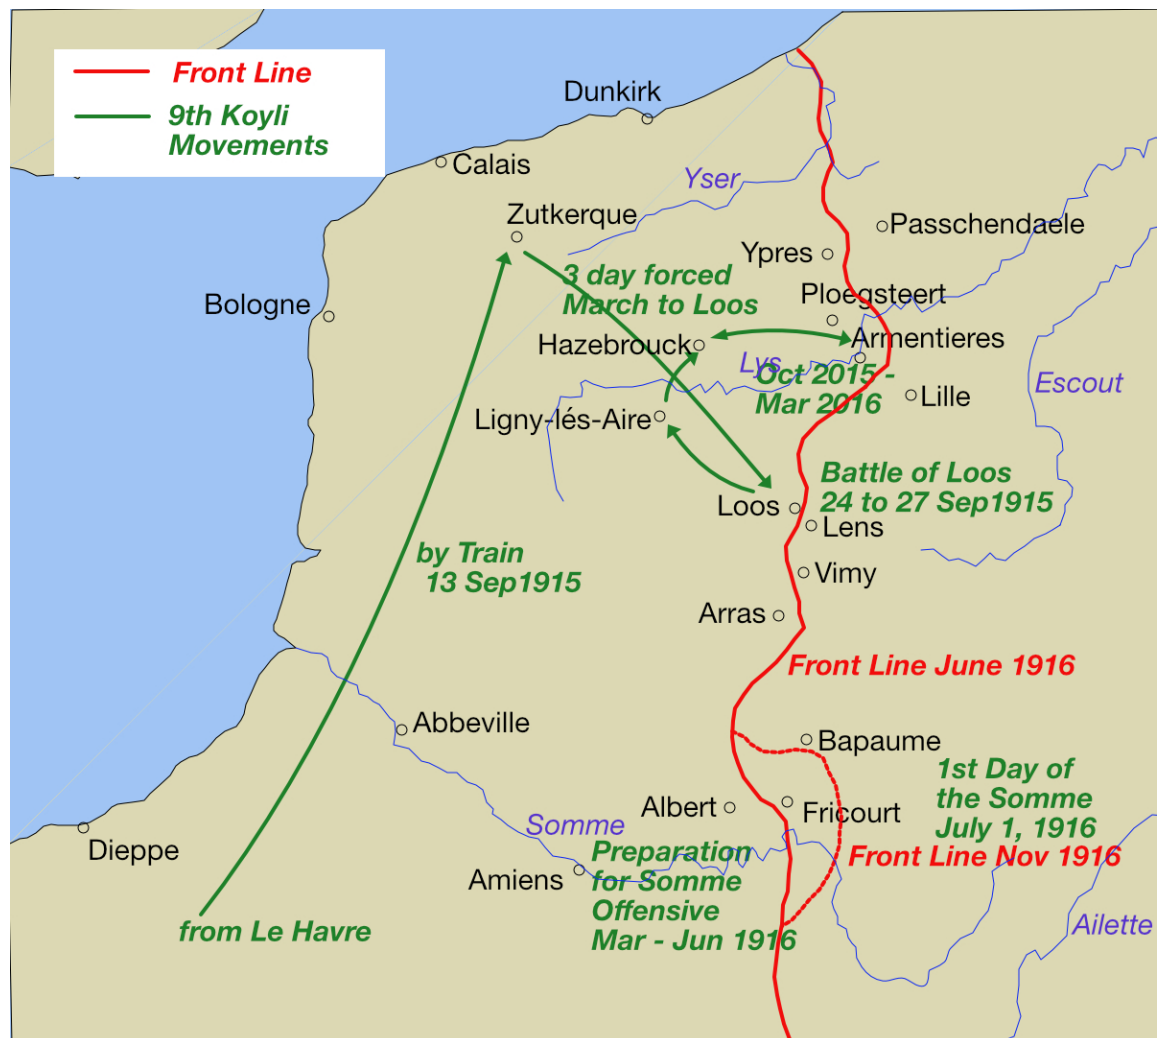 Front Line
9th Koyli
Movements
Dunkirk
Calais
Yser
Zutkerque
Passchendaele
Ypres
3 day forced
March to Loos
Ploegsteert
Bologne
Hazebrouck
Armentieres
Lys
Oct 2015 -
Mar 2016
Escout
Lille
Ligny-lés-Aire
Battle of Loos
24 to 27 Sep1915
Loos
Lens
by Train
13 Sep1915
Vimy
Arras
Front Line June 1916
Abbeville
Bapaume
1st Day of
the Somme
July 1, 1916
Albert
Fricourt
Somme
Dieppe
Front Line Nov 1916
Preparation
for Somme
Offensive
Mar - Jun 1916
Amiens
from Le Havre
Ailette